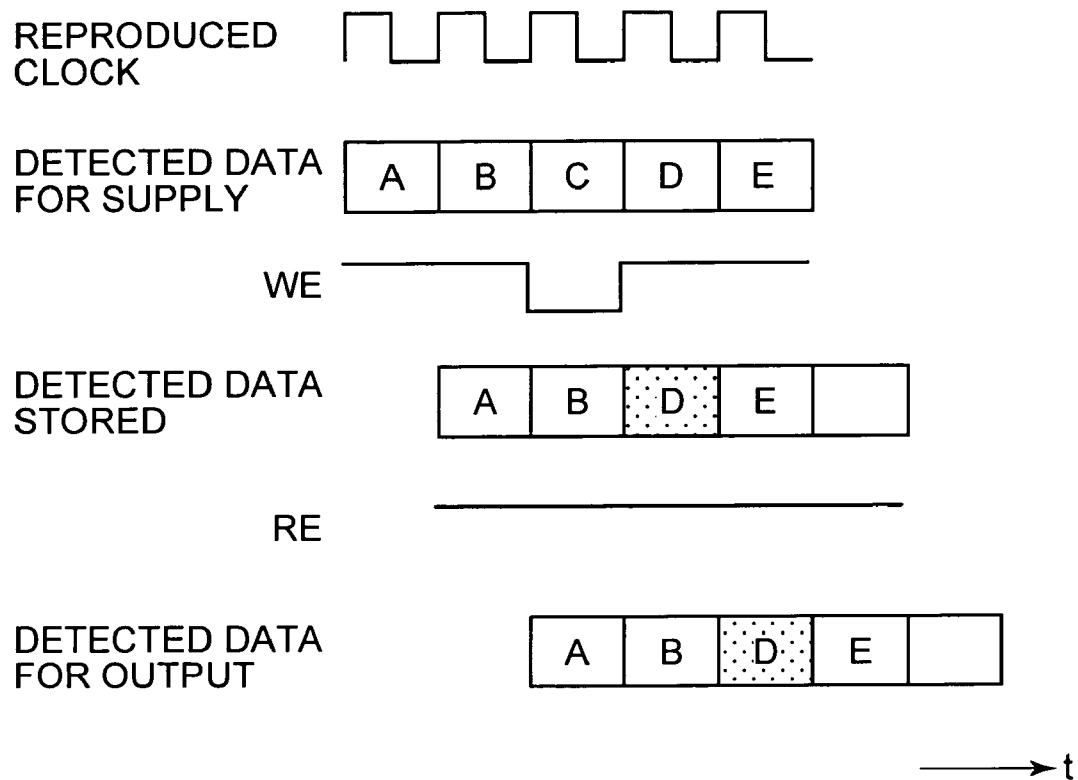 REPRODUCED
CLOCK
DETECTED DATA
FOR SUPPLY
A B C D E
WE
DETECTED DATA
STORED
A B D E
RE
DETECTED DATA
FOR OUTPUT
A B D E
t